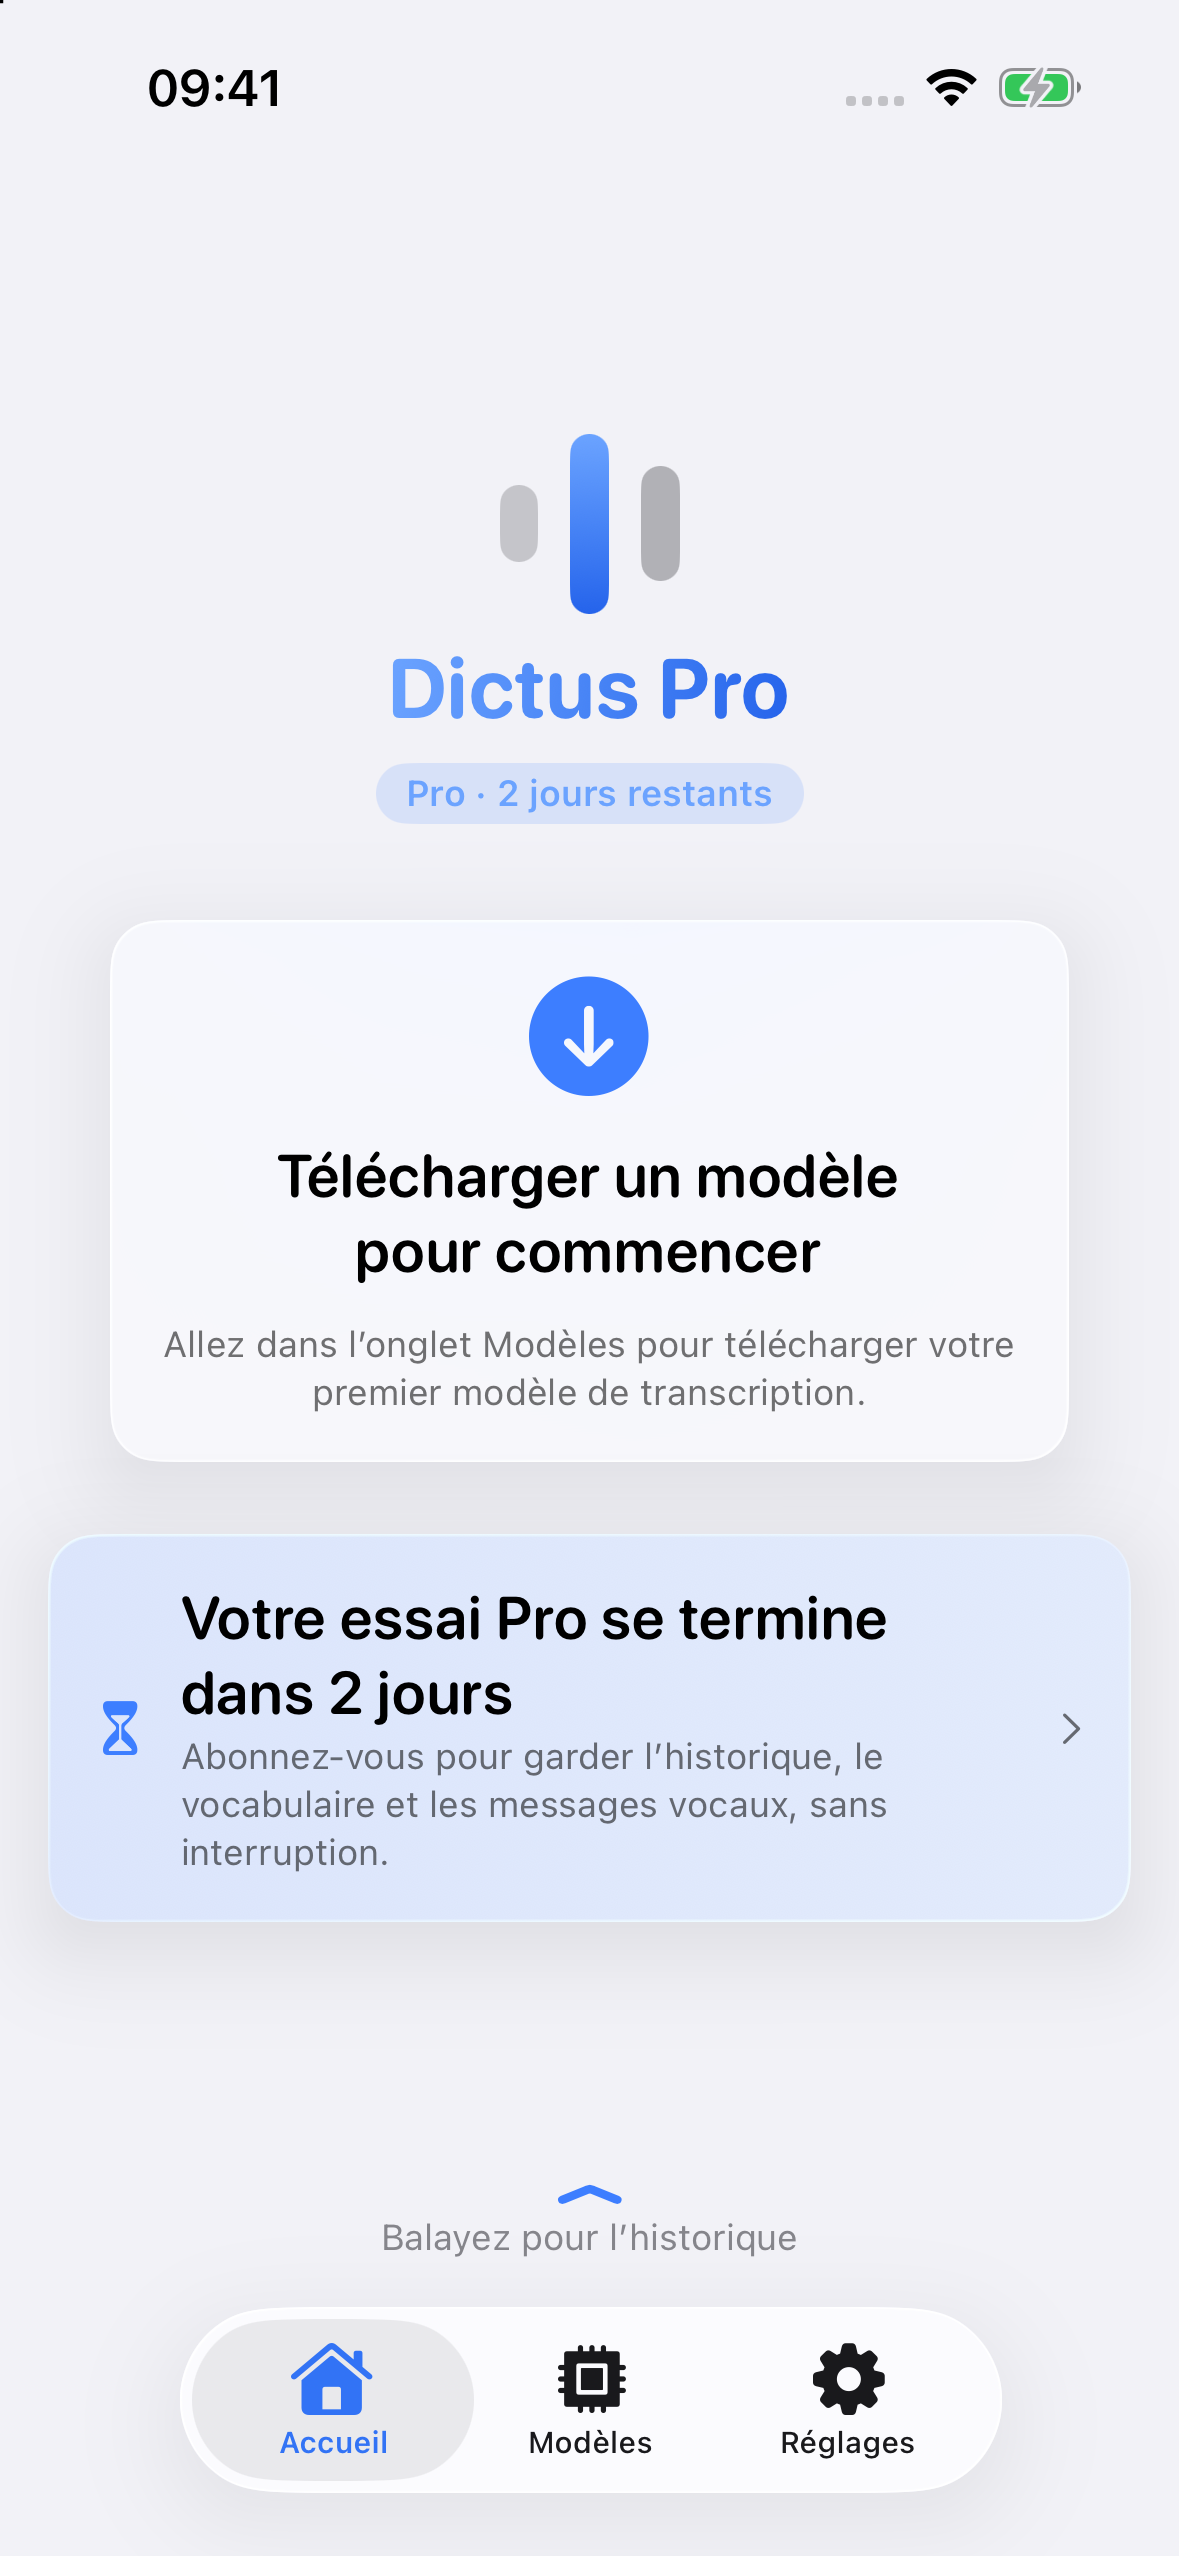 09:41
Dictus Pro
Pro · 2 jours restants
Télécharger un modèle
pour commencer
Allez dans l’onglet Modèles pour télécharger votre
premier modèle de transcription.
Votre essai Pro se termine
dans 2 jours
Abonnez-vous pour garder l’historique, le
vocabulaire et les messages vocaux, sans
interruption.
Balayez pour l’historique
Accueil
Modèles
Réglages